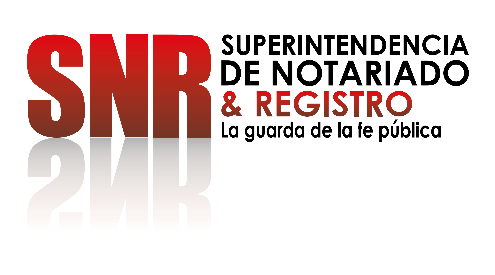 SNR
SUPERINTENDENCIA
DE NOTARIADO
& REGISTRO
La guarda de la fe pública